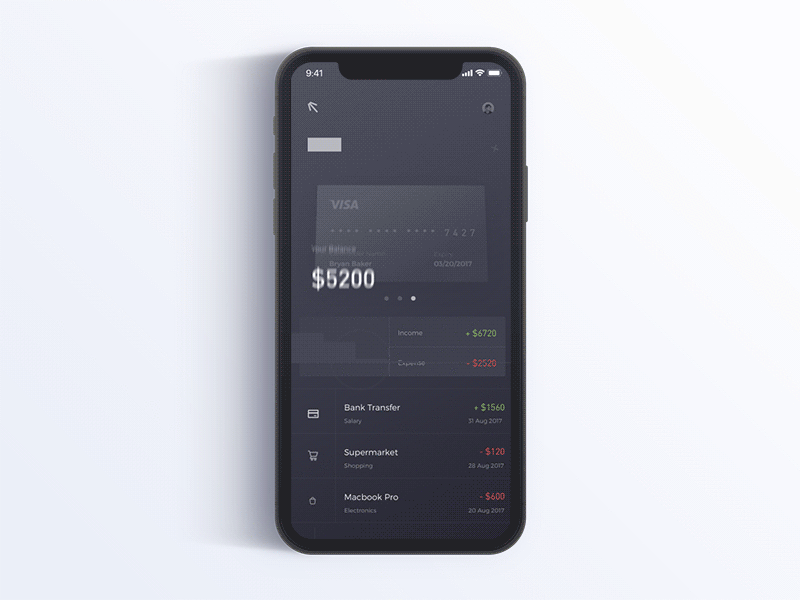 9:41
VISA
•••• •••• •••• 7427
Your Balance
Bryan Baker 03/20/2017
$5200
Income + $6720
Expense - $2520
Bank Transfer + $1560
Salary 31 Aug 2017
Supermarket - $120
Shopping 28 Aug 2017
Macbook Pro - $600
Electronics 20 Aug 2017